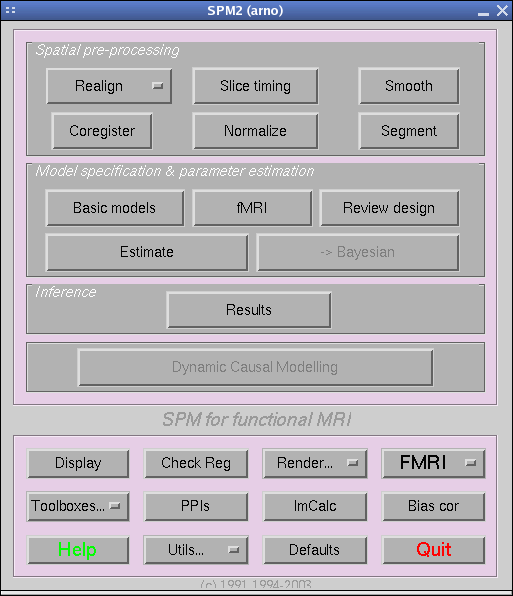 SPM2 (arno)
Spatial pre-processing
Realign Slice timing Smooth
Coregister Normalize Segment
Model specification & parameter estimation
Basic models fMRI Review design
Estimate -> Bayesian
Inference
Results
Dynamic Causal Modelling
SPM for functional MRI
Display Check Reg Render... FMRI
Toolboxes... PPIs ImCalc Bias cor
Help Utils... Defaults Quit
(c) 1991,1994-2003